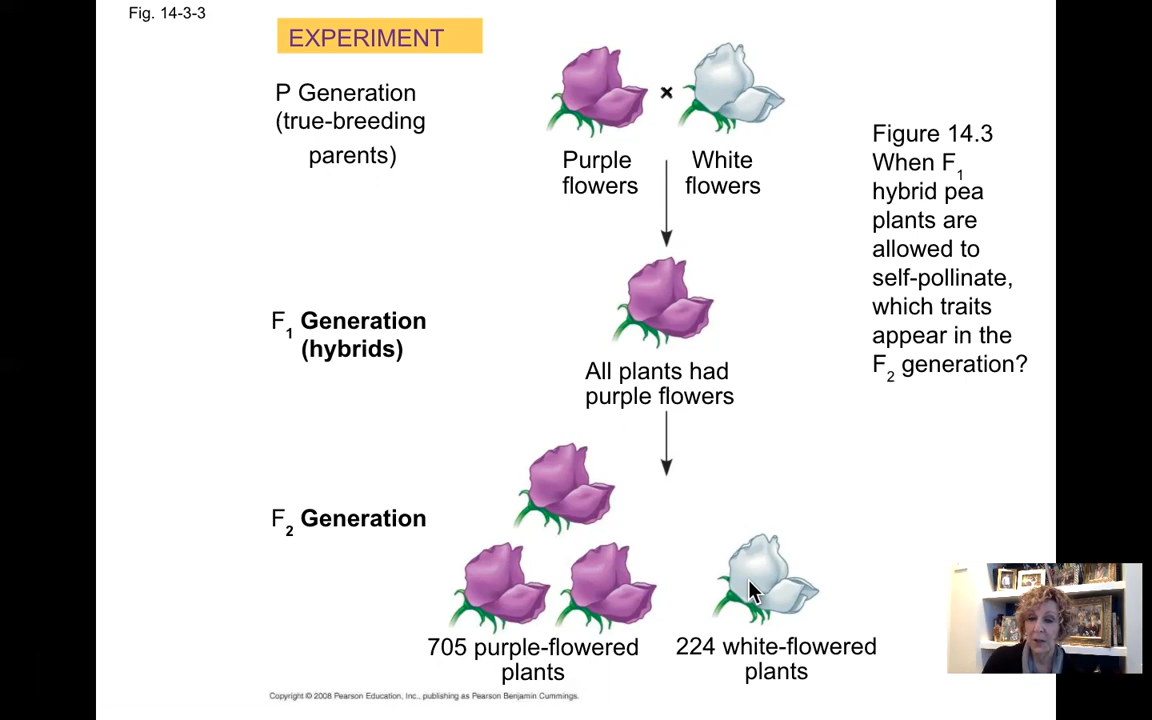 Fig. 14-3-3
EXPERIMENT
P Generation
(true-breeding
parents)
×
Purple
flowers
White
flowers
F1 Generation
(hybrids)
All plants had
purple flowers
F2 Generation
705 purple-flowered
plants
224 white-flowered
plants
Figure 14.3
When F1
hybrid pea
plants are
allowed to
self-pollinate,
which traits
appear in the
F2 generation?
Copyright © 2008 Pearson Education, Inc., publishing as Pearson Benjamin Cummings.